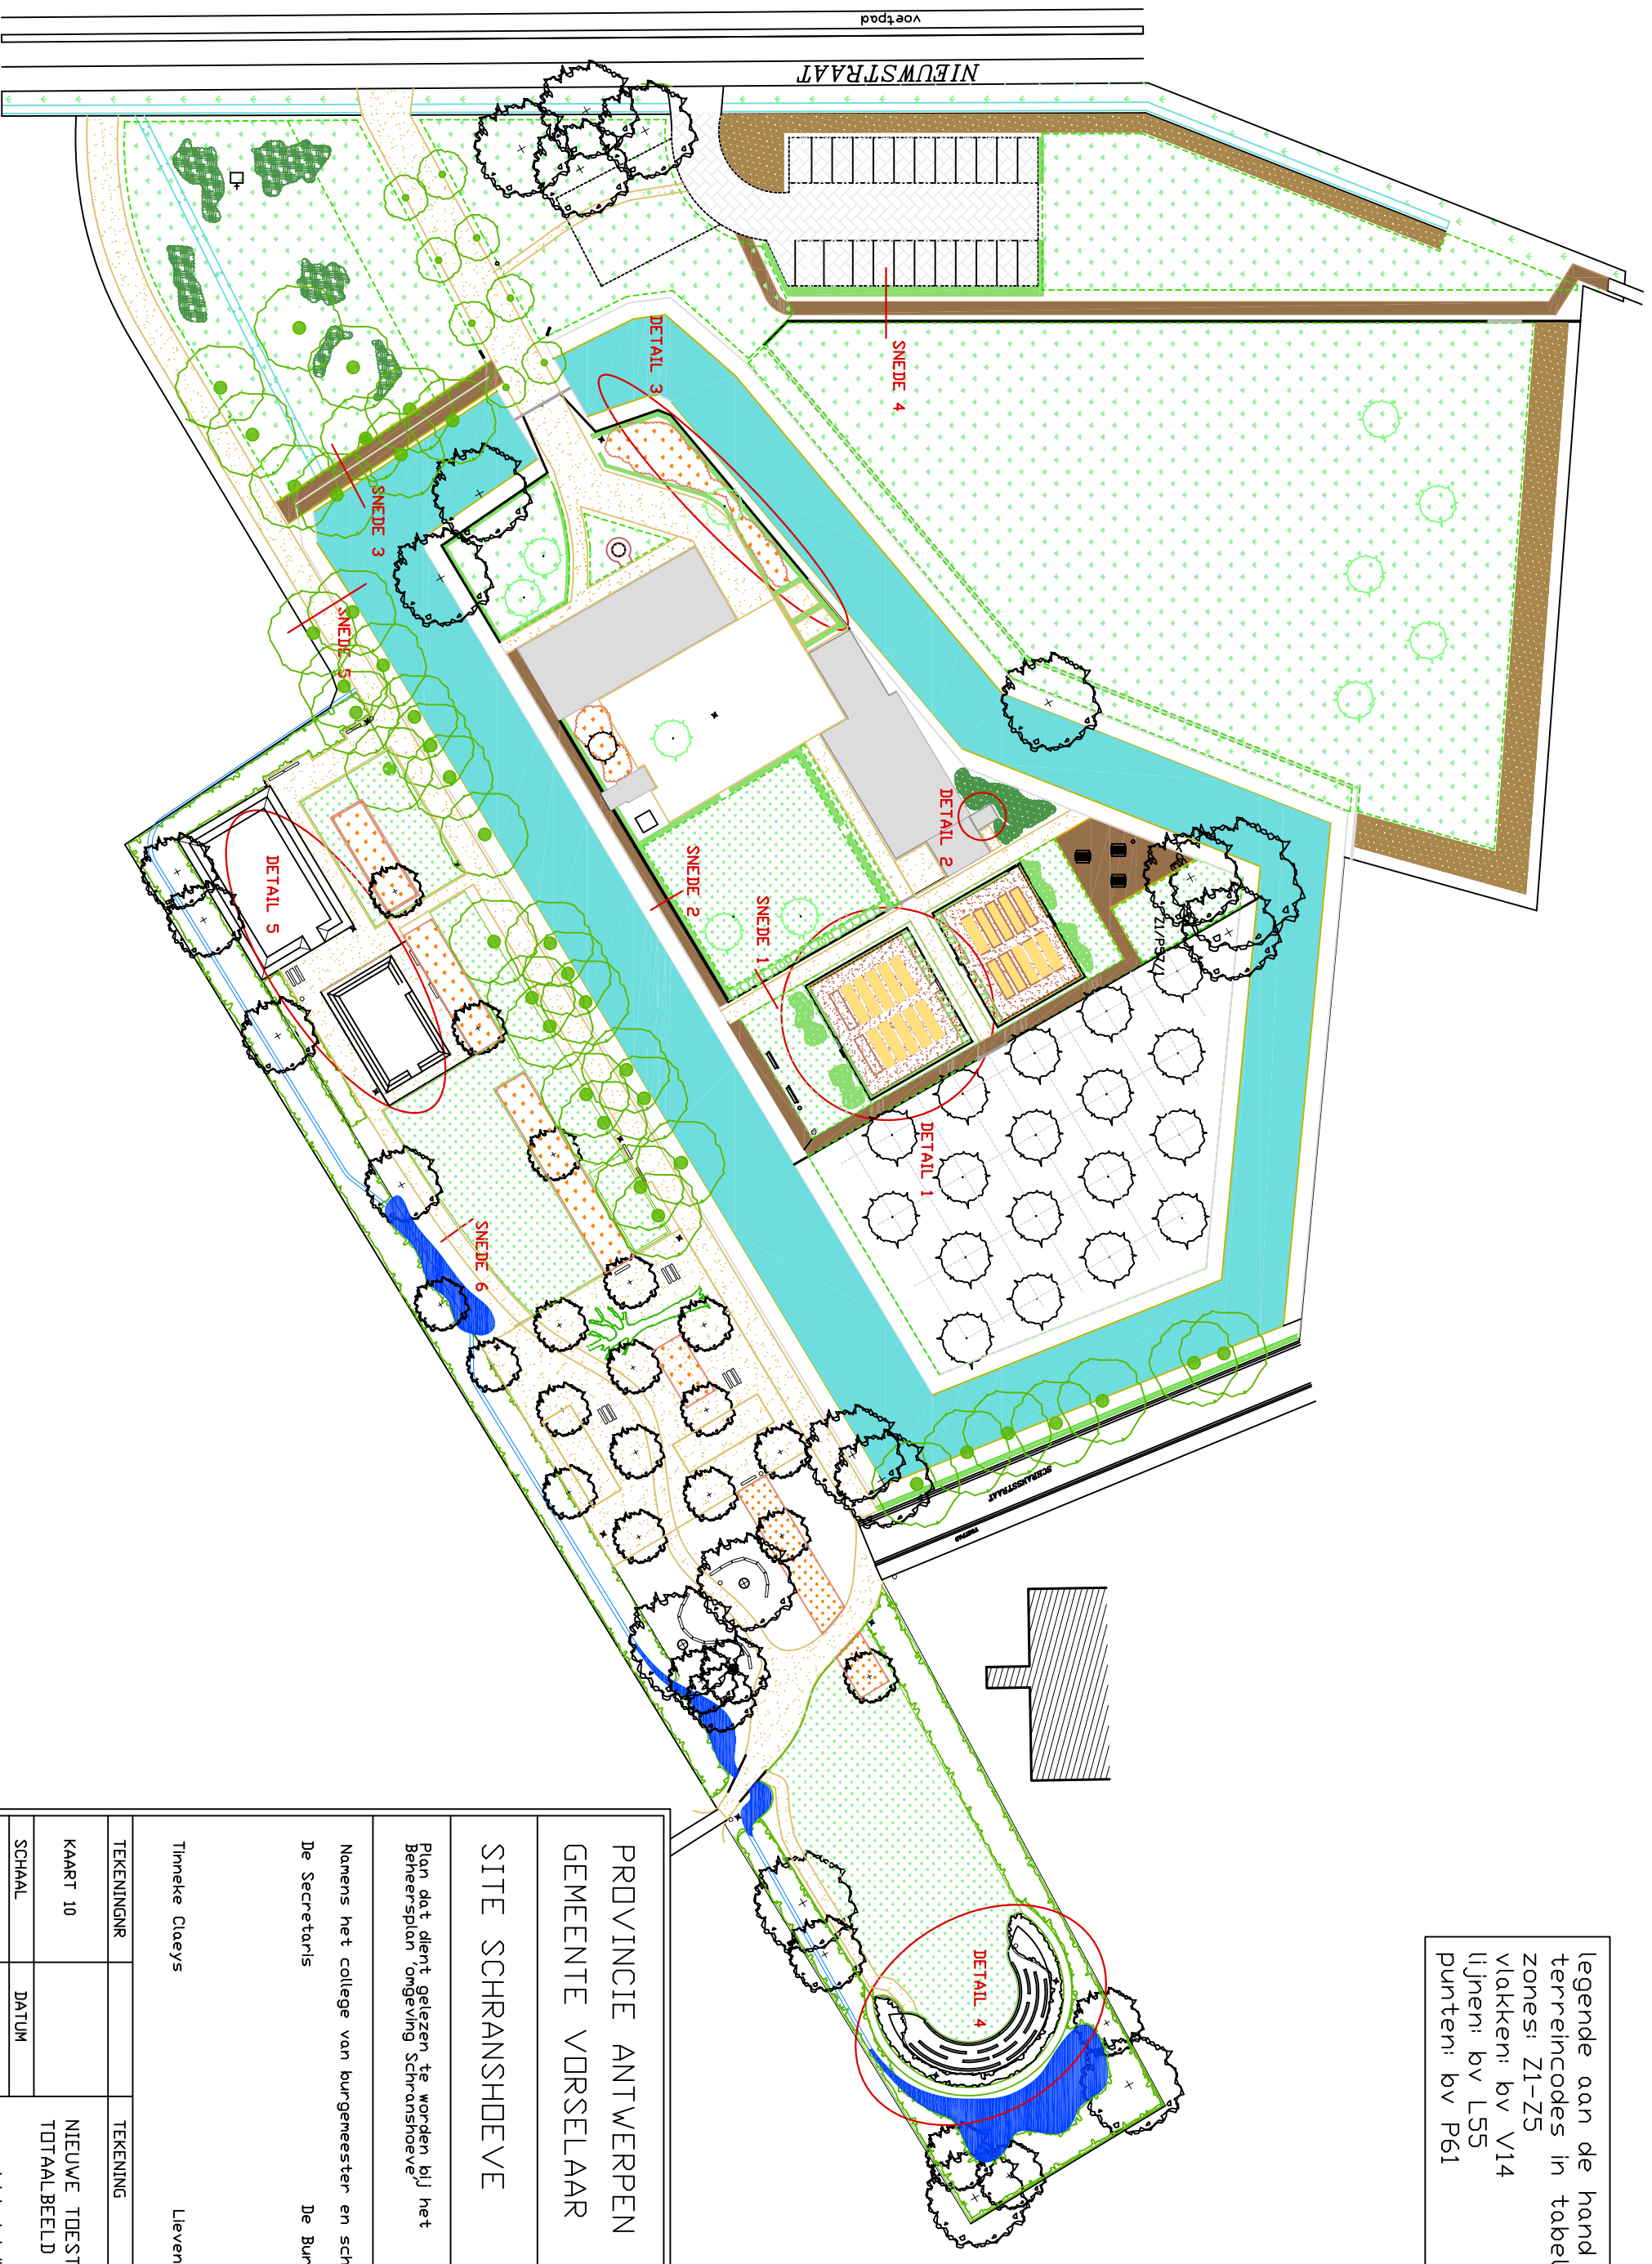 voetpad
NIEUWSTRAAT
DETAIL 3
SNEDE 4
SNEDE 3
SNEDE 5
DETAIL 2
SNEDE 2
SNEDE 1
DETAIL 5
DETAIL 1
SNEDE 6
SCHRANSSTRAAT
DETAIL 4
legende aan de hand
terreincodes in tabel
zones: Z1-Z5
vlakken: bv V14
lijnen: bv L55
punten: bv P61
PROVINCIE ANTWERPEN
GEMEENTE VORSELAAR
SITE SCHRANSHOEVE
Plan dat dient gelezen te worden bij het
Beheersplan 'omgeving Schranshoeve'
Namens het college van burgemeester en sch
De Secretaris De Bur
Tinneke Claeys Lieven
TEKENINGNR TEKENING
KAART 10 NIEUWE TOEST
TOTAALBEELD
SCHAAL DATUM